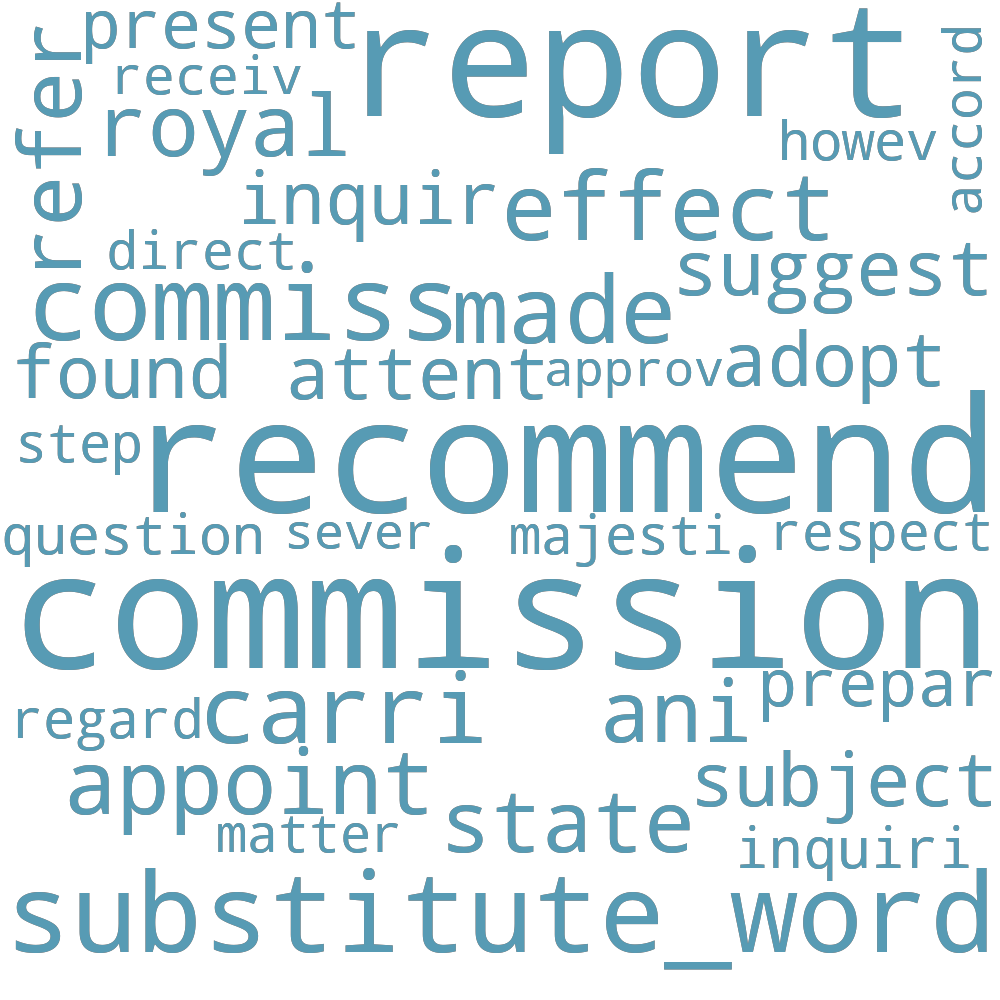 present
report
refer
receiv
accord
royal
howev
inquir
effect
direct
suggest
commiss
made
found
attent
approv
adopt
step
recommend
question
sever
majesti
respect
commission
regard
carri
ani
prepar
appoint
state
subject
matter
inquiri
substitute_word